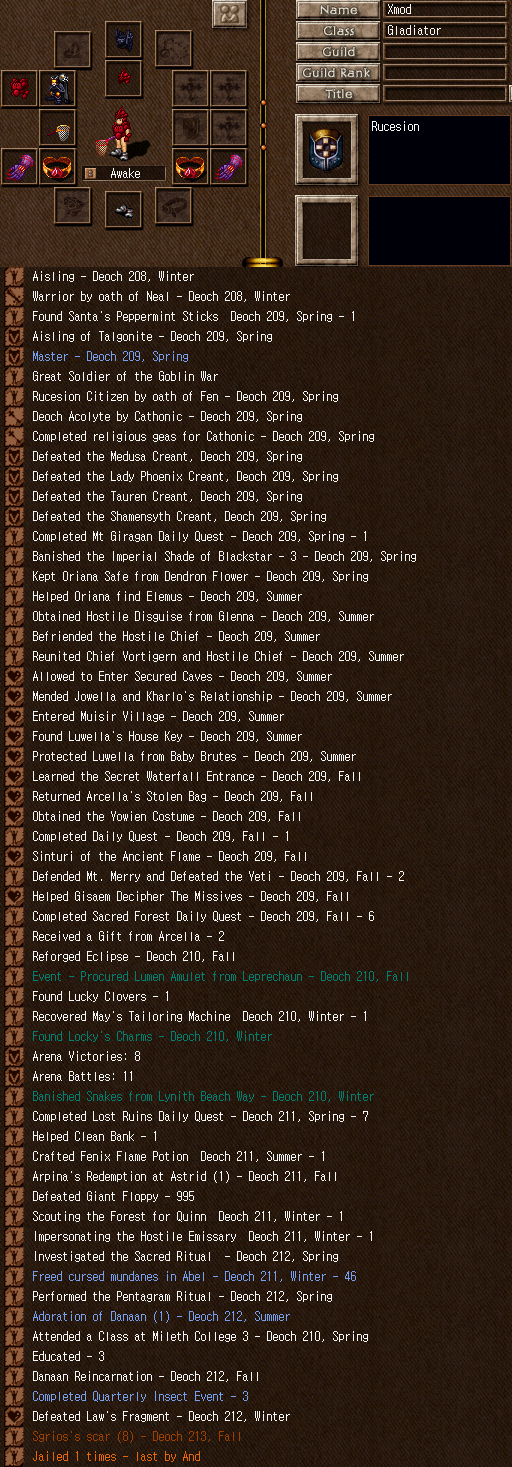 Name Xmod
Class Gladiator
Guild
Guild Rank
Title
Rucesion
Awake
Aisling - Deoch 208, Winter
Warrior by oath of Neal - Deoch 208, Winter
Found Santa's Peppermint Sticks  Deoch 209, Spring - 1
Aisling of Talgonite - Deoch 209, Spring
Master - Deoch 209, Spring
Great Soldier of the Goblin War
Rucesion Citizen by oath of Fen - Deoch 209, Spring
Deoch Acolyte by Cathonic - Deoch 209, Spring
Completed religious geas for Cathonic - Deoch 209, Spring
Defeated the Medusa Creant, Deoch 209, Spring
Defeated the Lady Phoenix Creant, Deoch 209, Spring
Defeated the Tauren Creant, Deoch 209, Spring
Defeated the Shamensyth Creant, Deoch 209, Spring
Completed Mt Giragan Daily Quest - Deoch 209, Spring - 1
Banished the Imperial Shade of Blackstar - 3 - Deoch 209, Spring
Kept Oriana Safe from Dendron Flower - Deoch 209, Spring
Helped Oriana find Elemus - Deoch 209, Summer
Obtained Hostile Disguise from Glenna - Deoch 209, Summer
Befriended the Hostile Chief - Deoch 209, Summer
Reunited Chief Vortigern and Hostile Chief - Deoch 209, Summer
Allowed to Enter Secured Caves - Deoch 209, Summer
Mended Jowella and Kharlo's Relationship - Deoch 209, Summer
Entered Muisir Village - Deoch 209, Summer
Found Luwella's House Key - Deoch 209, Summer
Protected Luwella from Baby Brutes - Deoch 209, Summer
Learned the Secret Waterfall Entrance - Deoch 209, Fall
Returned Arcella's Stolen Bag - Deoch 209, Fall
Obtained the Yowien Costume - Deoch 209, Fall
Completed Daily Quest - Deoch 209, Fall - 1
Sinturi of the Ancient Flame - Deoch 209, Fall
Defended Mt. Merry and Defeated the Yeti - Deoch 209, Fall - 2
Helped Gisaem Decipher The Missives - Deoch 209, Fall
Completed Sacred Forest Daily Quest - Deoch 209, Fall - 6
Received a Gift from Arcella - 2
Reforged Eclipse - Deoch 210, Fall
Event - Procured Lumen Amulet from Leprechaun - Deoch 210, Fall
Found Lucky Clovers - 1
Recovered May's Tailoring Machine  Deoch 210, Winter - 1
Found Locky's Charms - Deoch 210, Winter
Arena Victories: 8
Arena Battles: 11
Banished Snakes from Lynith Beach Way - Deoch 210, Winter
Completed Lost Ruins Daily Quest - Deoch 211, Spring - 7
Helped Clean Bank - 1
Crafted Fenix Flame Potion  Deoch 211, Summer - 1
Arpina's Redemption at Astrid (1) - Deoch 211, Fall
Defeated Giant Floppy - 995
Scouting the Forest for Quinn  Deoch 211, Winter - 1
Impersonating the Hostile Emissary  Deoch 211, Winter - 1
Investigated the Sacred Ritual  - Deoch 212, Spring
Freed cursed mundanes in Abel - Deoch 211, Winter - 46
Performed the Pentagram Ritual - Deoch 212, Spring
Adoration of Danaan (1) - Deoch 212, Summer
Attended a Class at Mileth College 3 - Deoch 210, Spring
Educated - 3
Danaan Reincarnation - Deoch 212, Fall
Completed Quarterly Insect Event - 3
Defeated Law's Fragment - Deoch 212, Winter
Sgrios's scar (8) - Deoch 213, Fall
Jailed 1 times - last by And